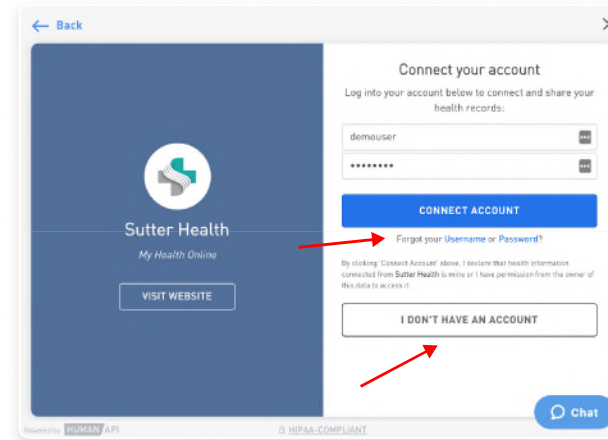 Back
Connect your account
Log into your account below to connect and share your
health records:
demouser
CONNECT ACCOUNT
Forgot your Username or Password?
By clicking 'Connect Account' above, I declare that health information
connected from Sutter Health is mine or I have permission from the owner of
this data to access it.
I DON'T HAVE AN ACCOUNT
Sutter Health
My Health Online
VISIT WEBSITE
Chat
Powered by HUMAN API
HIPAA-COMPLIANT